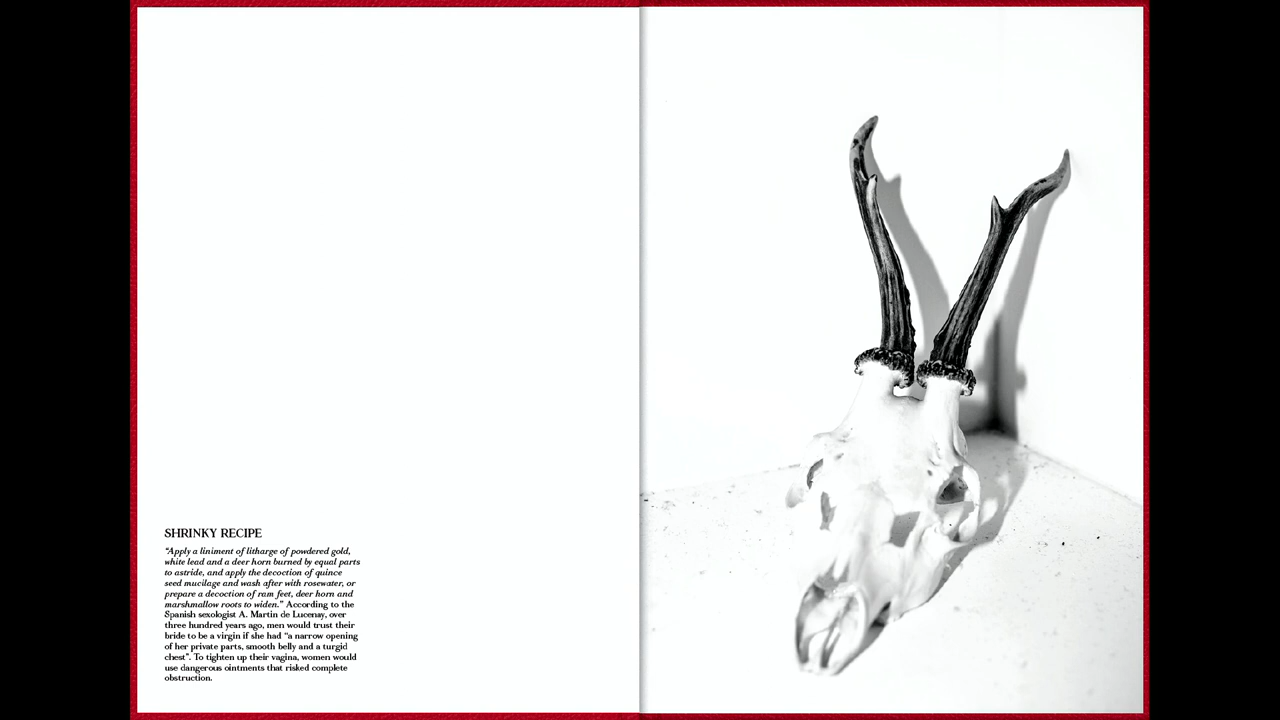 SHRINKY RECIPE
"Apply a liniment of litharge of powdered gold,
white lead and a deer horn burned by equal parts
to astride, and apply the decoction of quince
seed mucilage and wash after with rosewater, or
prepare a decoction of ram feet, deer horn and
marshmallow roots to widen." According to the
Spanish sexologist A. Martin de Lucenay, over
three hundred years ago, men would trust their
bride to be a virgin if she had "a narrow opening
of her private parts, smooth belly and a turgid
chest". To tighten up their vagina, women would
use dangerous ointments that risked complete
obstruction.